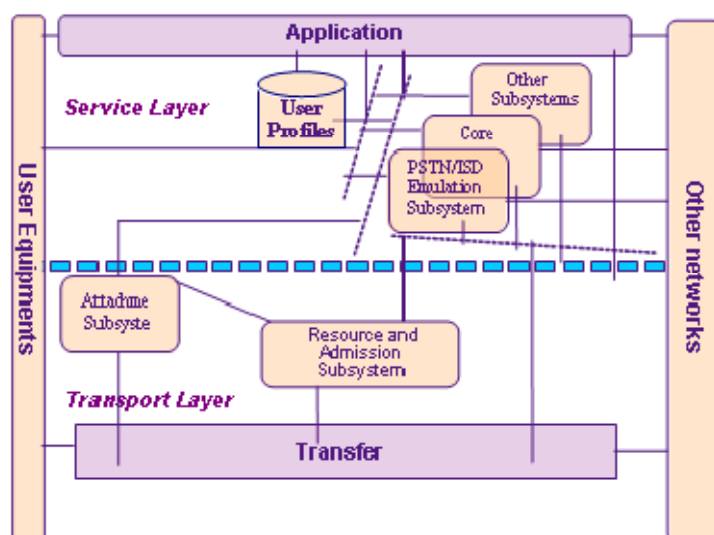 Application
Service Layer
User
Profiles
Other
Subsystems
Core
PSTN/ISD
Emulation
Subsystem
User Equipments
Other networks
Attachme
Subsyste
Resource and
Admission
Subsystem
Transport Layer
Transfer